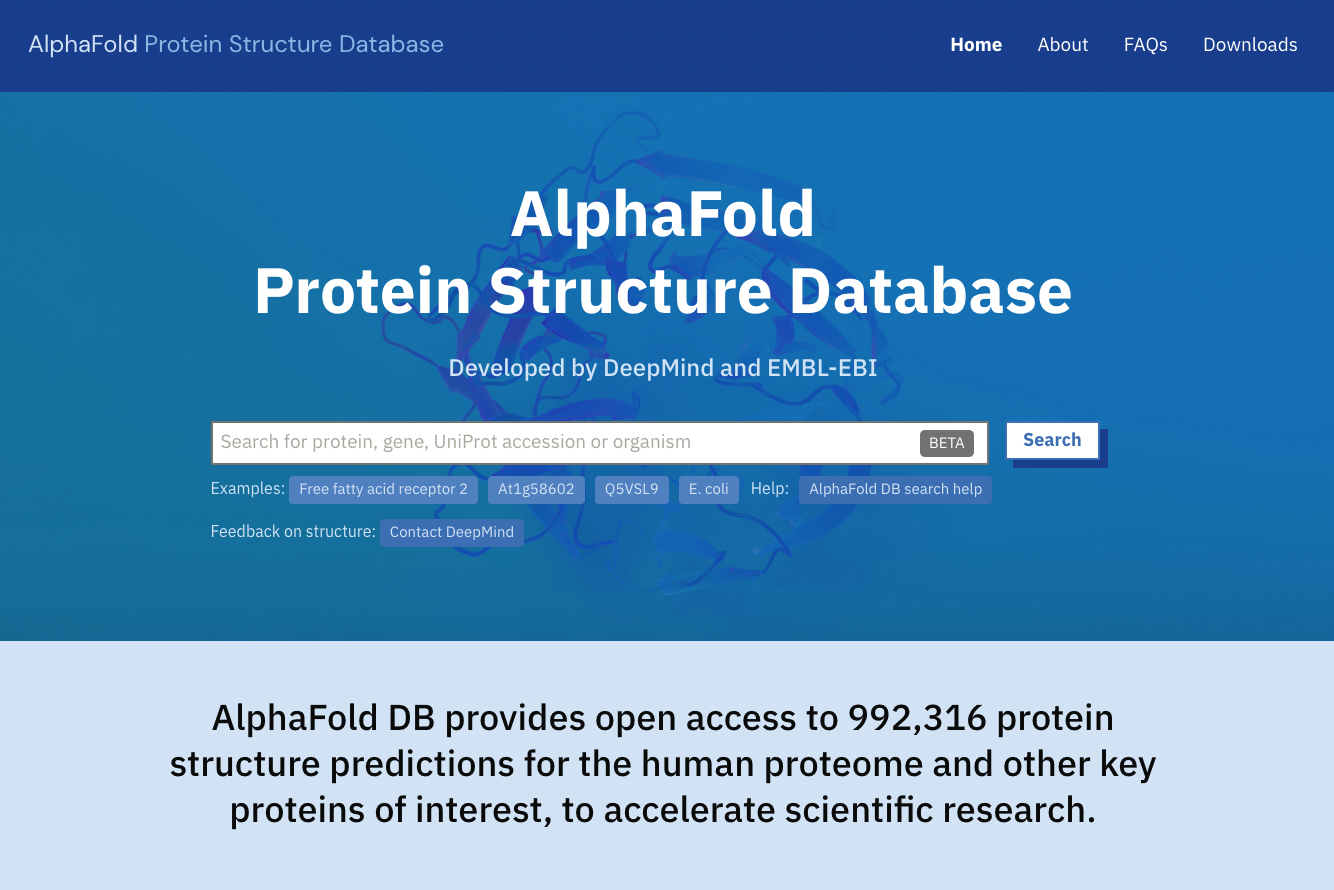 AlphaFold Protein Structure Database
Home About FAQs Downloads
AlphaFold
Protein Structure Database
Developed by DeepMind and EMBL-EBI
Search for protein, gene, UniProt accession or organism BETA Search
Examples: Free fatty acid receptor 2 At1g58602 Q5VSL9 E. coli Help: AlphaFold DB search help
Feedback on structure: Contact DeepMind
AlphaFold DB provides open access to 992,316 protein
structure predictions for the human proteome and other key
proteins of interest, to accelerate scientific research.